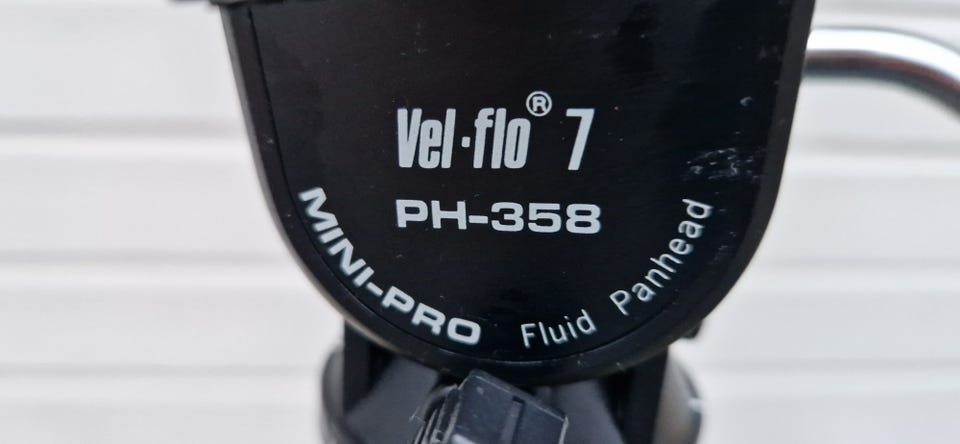 Vel·flo® 7
PH-358
MINI-PRO Fluid Panhead